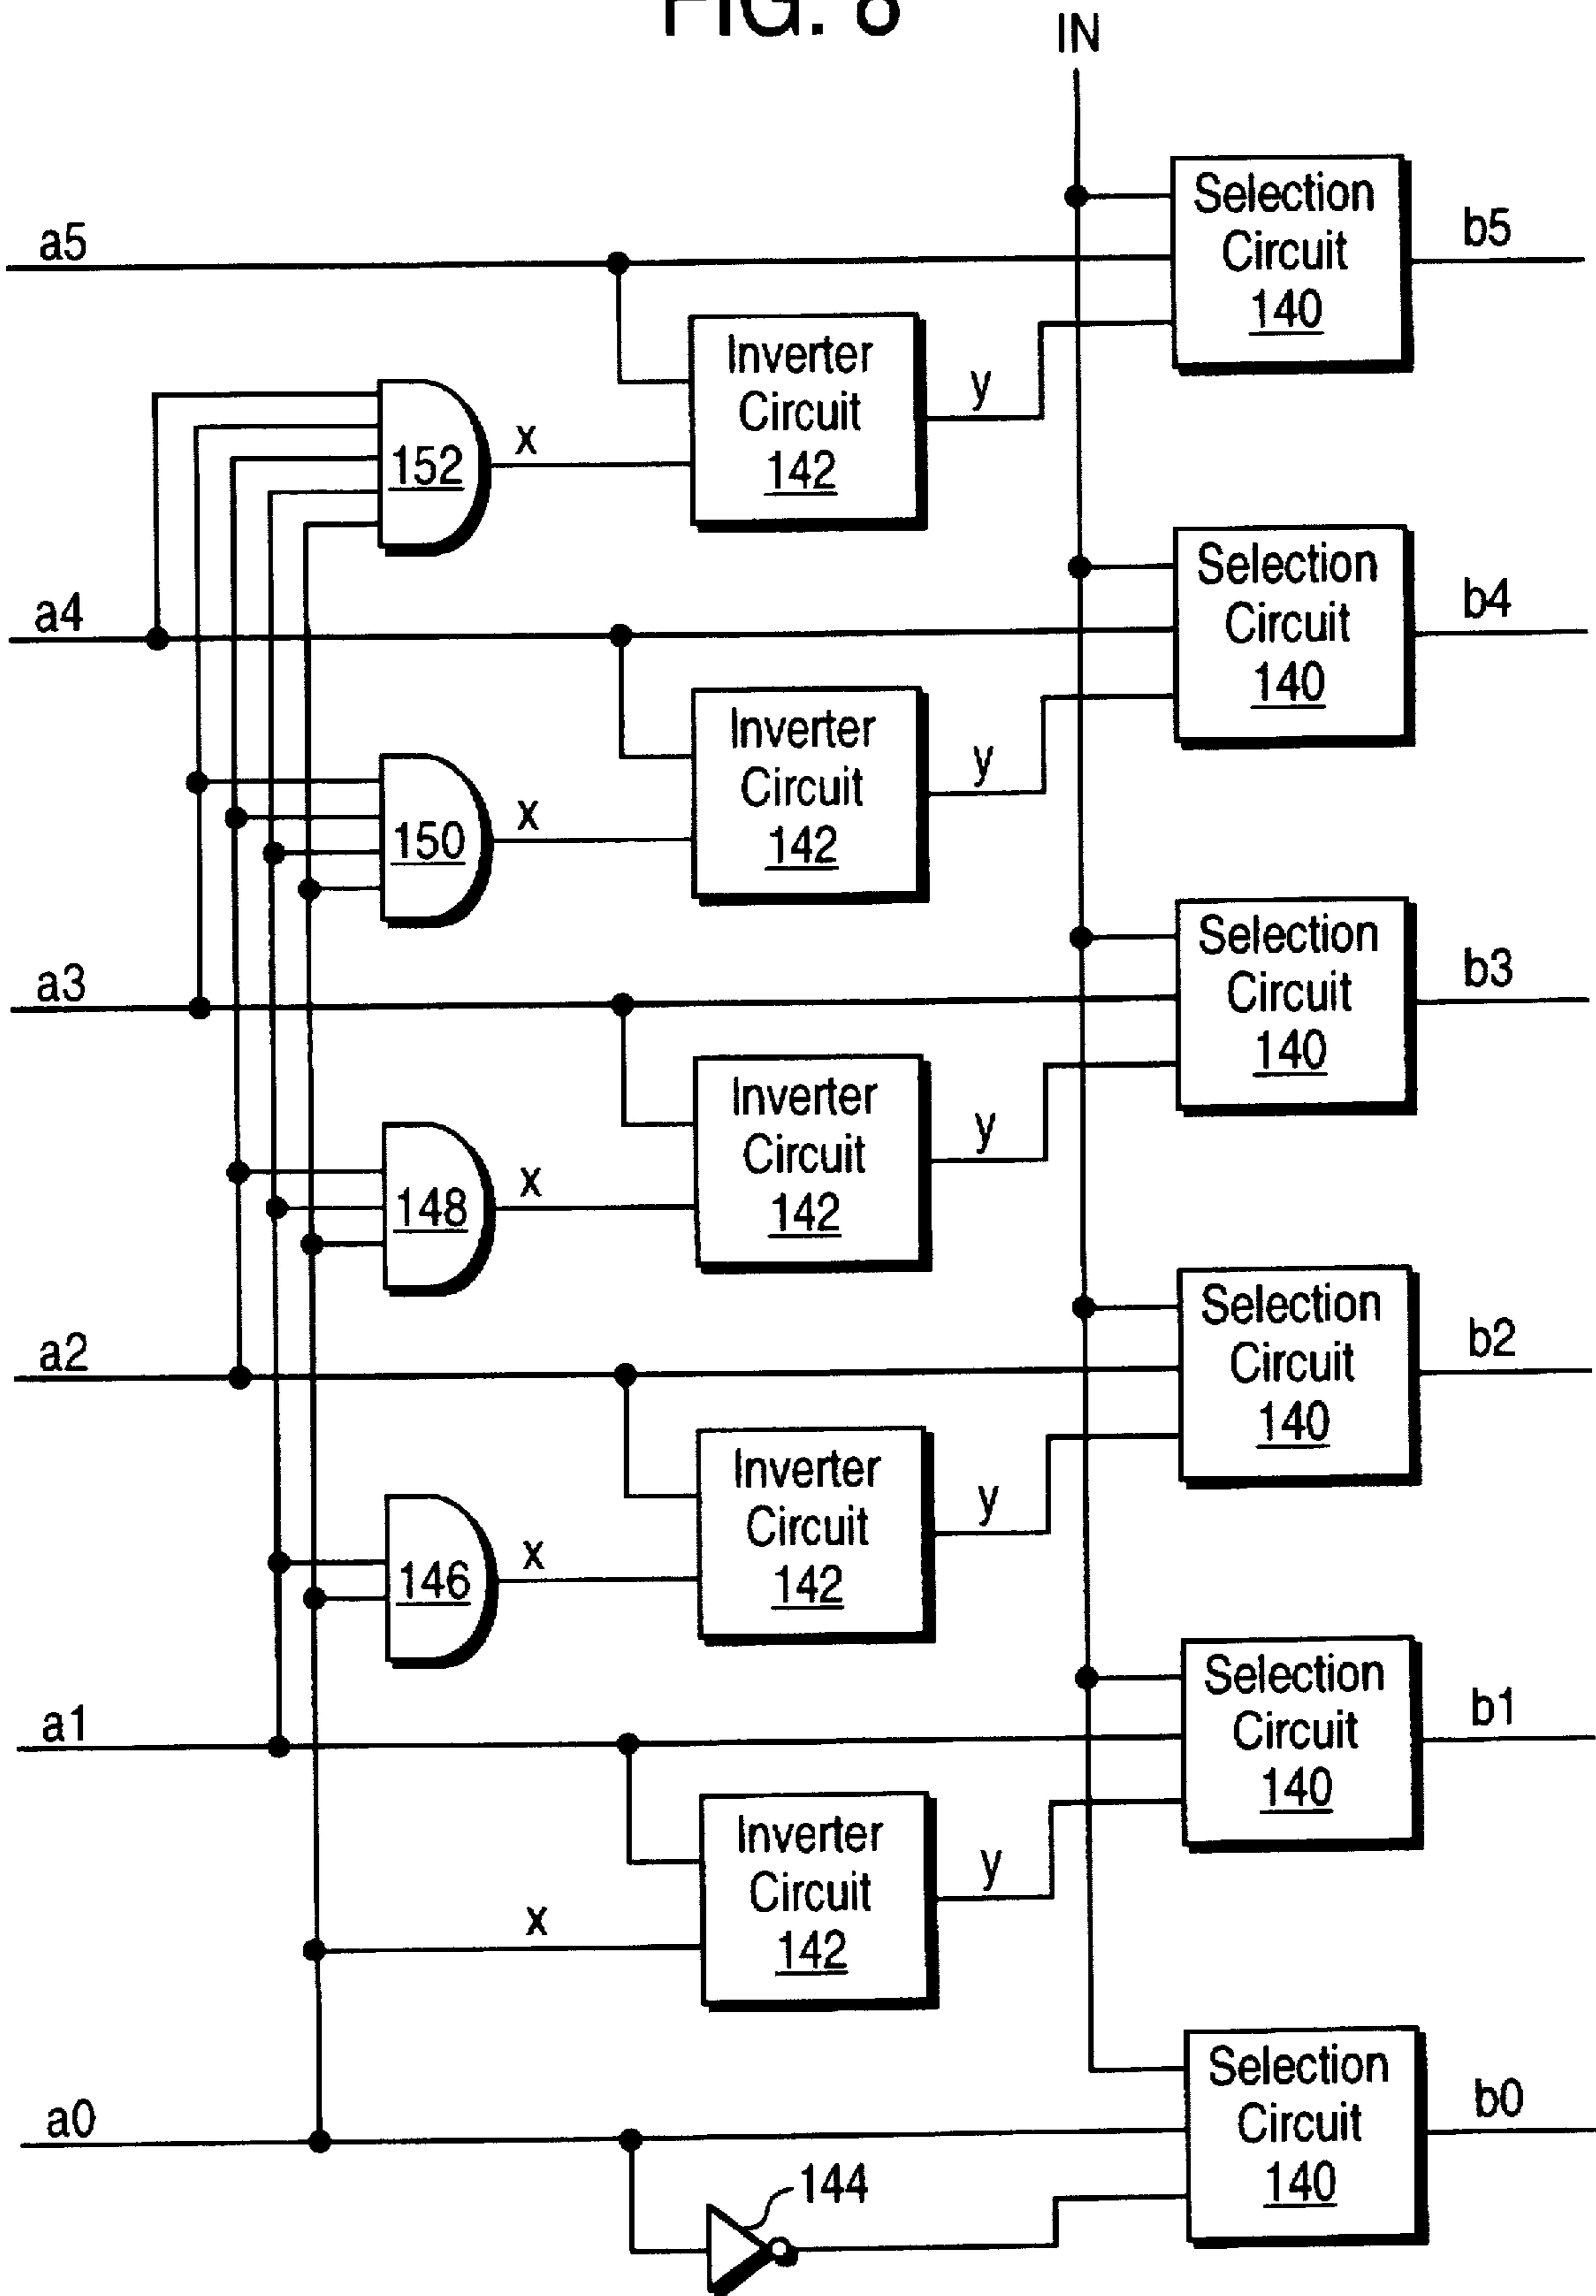 FIG. 8
IN
Selection
Circuit
140
a5
b5
Inverter
Circuit
142
y
x
152
Selection
Circuit
140
a4
b4
Inverter
Circuit
142
y
x
150
Selection
Circuit
140
a3
b3
Inverter
Circuit
142
y
x
148
Selection
Circuit
140
a2
b2
Inverter
Circuit
142
y
x
146
Selection
Circuit
140
a1
b1
Inverter
Circuit
142
y
x
Selection
Circuit
140
a0
b0
144